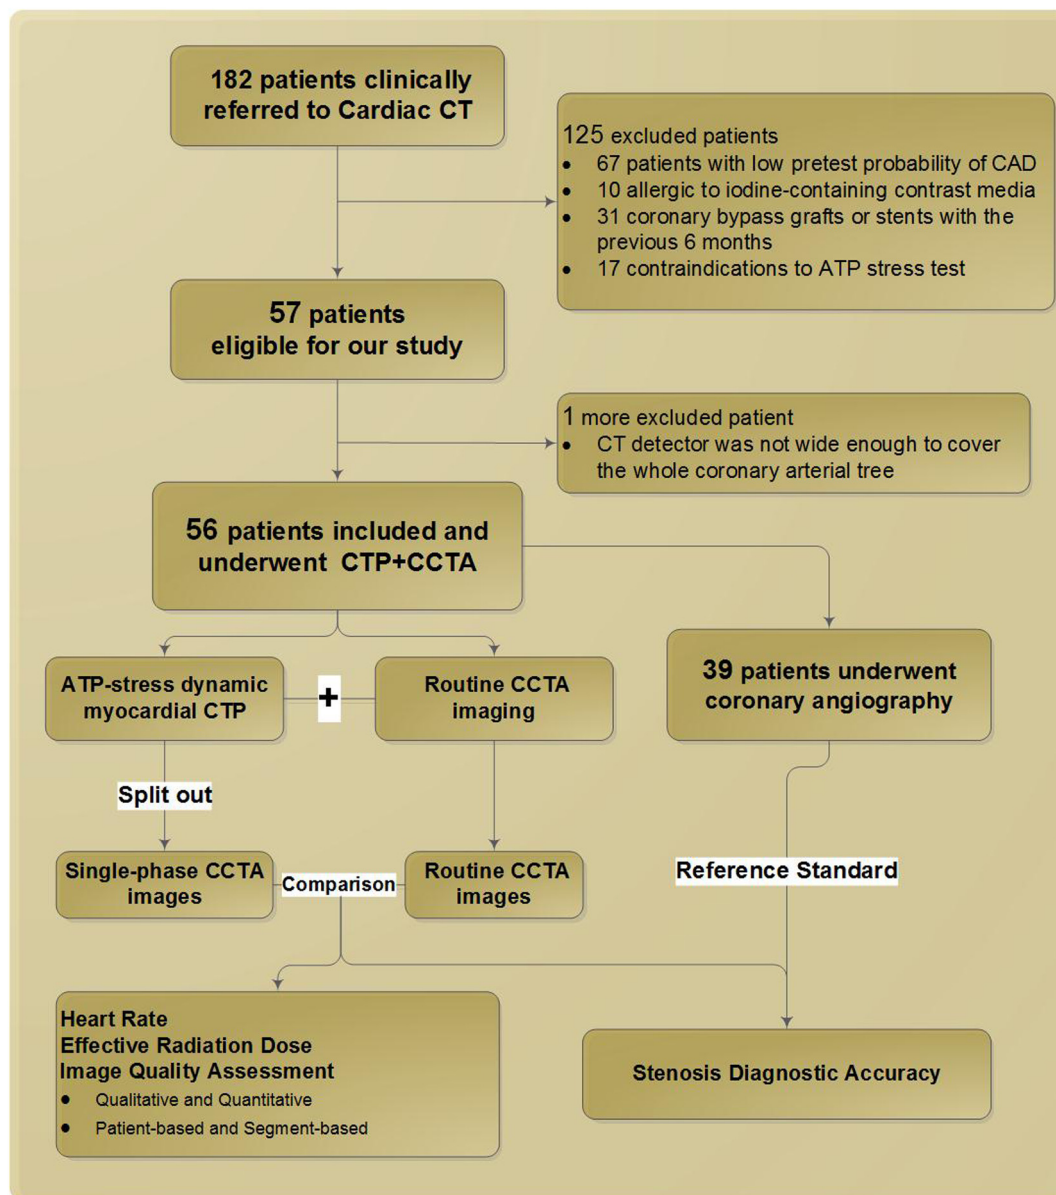 182 patients clinically
referred to Cardiac CT
125 excluded patients
• 67 patients with low pretest probability of CAD
• 10 allergic to iodine-containing contrast media
• 31 coronary bypass grafts or stents with the
previous 6 months
• 17 contraindications to ATP stress test
57 patients
eligible for our study
1 more excluded patient
• CT detector was not wide enough to cover
the whole coronary arterial tree
56 patients included and
underwent CTP+CCTA
ATP-stress dynamic
myocardial CTP
+
Routine CCTA
imaging
39 patients underwent
coronary angiography
Split out
Single-phase CCTA
images
Comparison
Routine CCTA
images
Reference Standard
Heart Rate
Effective Radiation Dose
Image Quality Assessment
• Qualitative and Quantitative
• Patient-based and Segment-based
Stenosis Diagnostic Accuracy